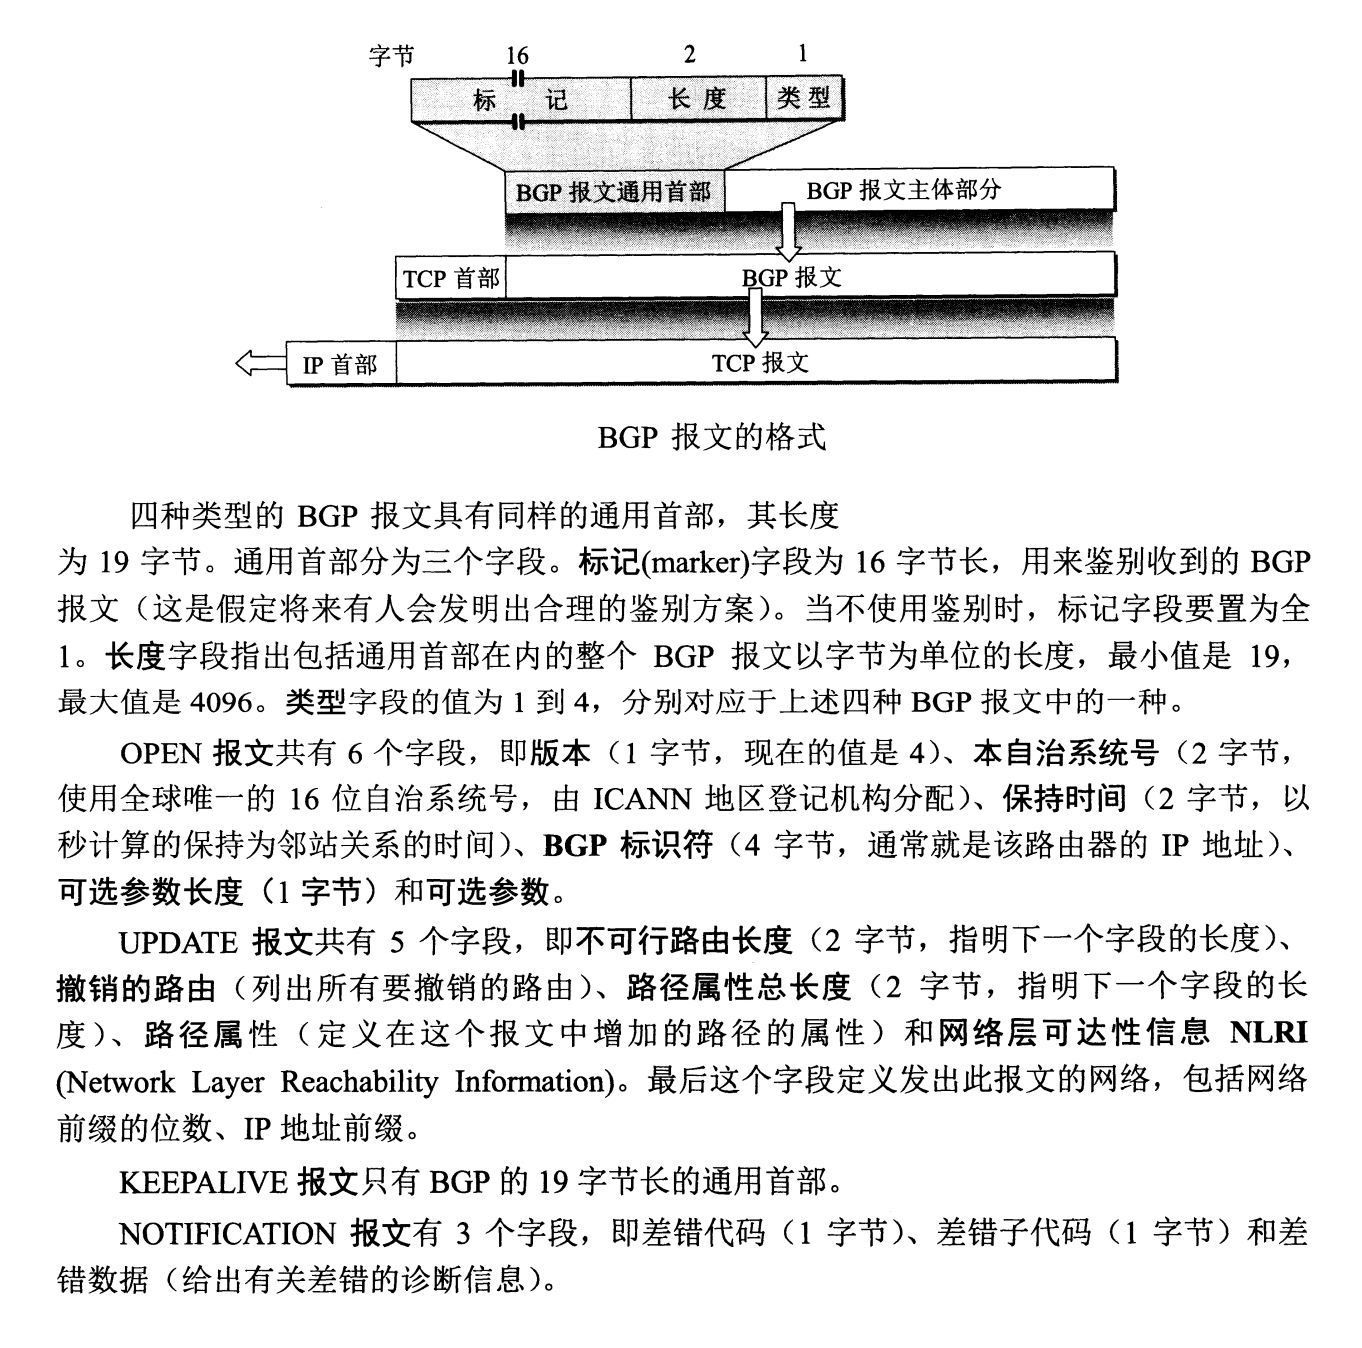 字节 16 2 1
标 记 长 度 类 型
BGP 报文通用首部 BGP 报文主体部分
TCP 首部 BGP 报文
IP 首部 TCP 报文
BGP 报文的格式
四种类型的 BGP 报文具有同样的通用首部，其长度
为 19 字节。通用首部分为三个字段。标记(marker)字段为 16 字节长，用来鉴别收到的 BGP
报文（这是假定将来有人会发明出合理的鉴别方案）。当不使用鉴别时，标记字段要置为全
1。长度字段指出包括通用首部在内的整个 BGP 报文以字节为单位的长度，最小值是 19，
最大值是 4096。类型字段的值为 1 到 4，分别对应于上述四种 BGP 报文中的一种。
OPEN 报文共有 6 个字段，即版本（1 字节，现在的值是 4）、本自治系统号（2 字节，
使用全球唯一的 16 位自治系统号，由 ICANN 地区登记机构分配）、保持时间（2 字节，以
秒计算的保持为邻站关系的时间）、BGP 标识符（4 字节，通常就是该路由器的 IP 地址）、
可选参数长度（1 字节）和可选参数。
UPDATE 报文共有 5 个字段，即不可行路由长度（2 字节，指明下一个字段的长度）、
撤销的路由（列出所有要撤销的路由）、路径属性总长度（2 字节，指明下一个字段的长
度）、路径属性（定义在这个报文中增加的路径的属性）和网络层可达性信息 NLRI
(Network Layer Reachability Information)。最后这个字段定义发出此报文的网络，包括网络
前缀的位数、IP 地址前缀。
KEEPALIVE 报文只有 BGP 的 19 字节长的通用首部。
NOTIFICATION 报文有 3 个字段，即差错代码（1 字节）、差错子代码（1 字节）和差
错数据（给出有关差错的诊断信息）。